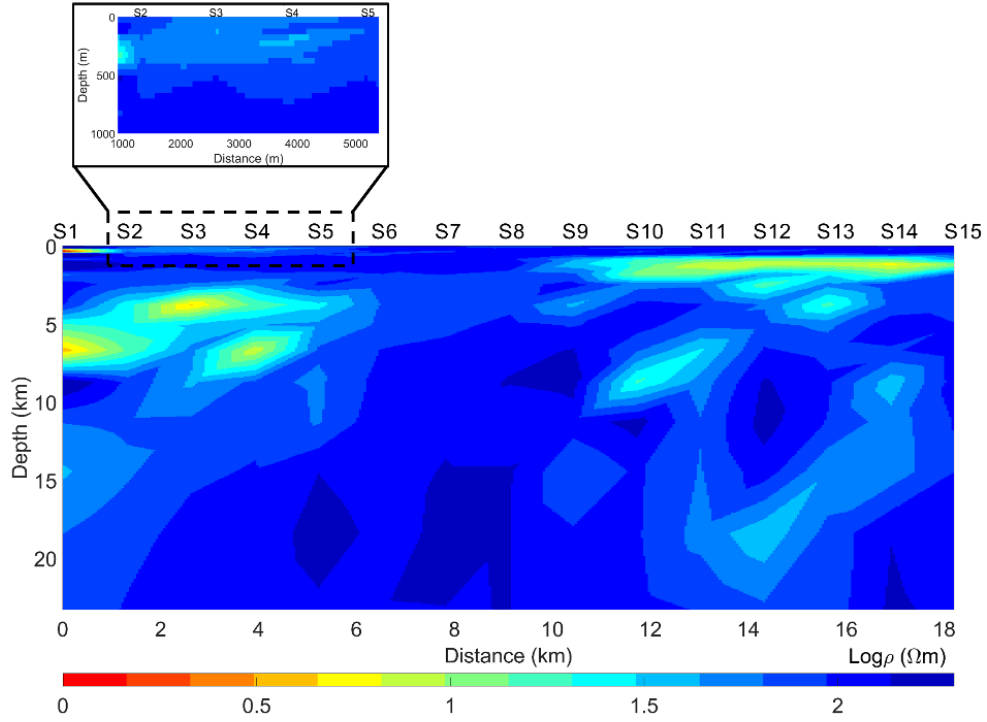 S2 S3 S4 S5
0
500
1000
Depth (m)
1000 2000 3000 4000 5000
Distance (m)
S1 S2 S3 S4 S5 S6 S7 S8 S9 S10 S11 S12 S13 S14 S15
0
5
10
15
20
Depth (km)
0 2 4 6 8 10 12 14 16 18
Distance (km) Logρ (Ωm)
0 0.5 1 1.5 2